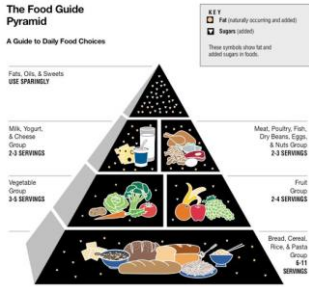 The Food Guide
Pyramid
A Guide to Daily Food Choices
KEY
Fat (naturally occurring and added)
Sugars (added)
These symbols show fat and
added sugars in foods.
Fats, Oils, & Sweets
USE SPARINGLY
Milk, Yogurt,
& Cheese
Group
2-3 SERVINGS
Meat, Poultry, Fish,
Dry Beans, Eggs,
& Nuts Group
2-3 SERVINGS
Vegetable
Group
3-5 SERVINGS
Fruit
Group
2-4 SERVINGS
Bread, Cereal,
Rice, & Pasta
Group
6-11
SERVINGS